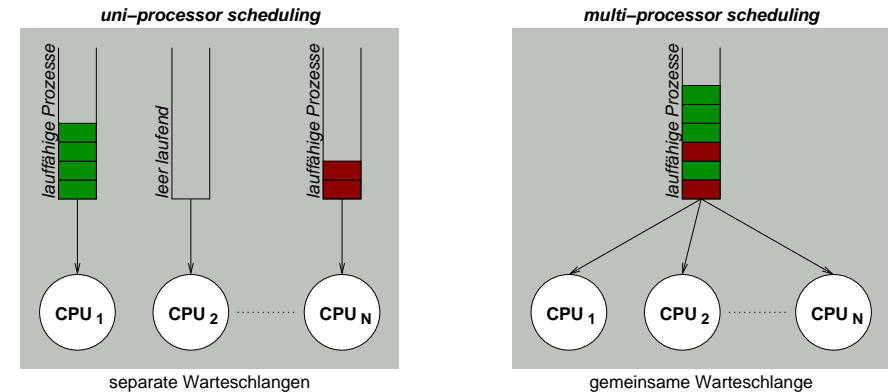 uni–processor scheduling
lauffähige Prozesse
leer laufend
lauffähige Prozesse
CPU 1
CPU 2
CPU N
separate Warteschlangen
multi–processor scheduling
lauffähige Prozesse
CPU 1
CPU 2
CPU N
gemeinsame Warteschlange